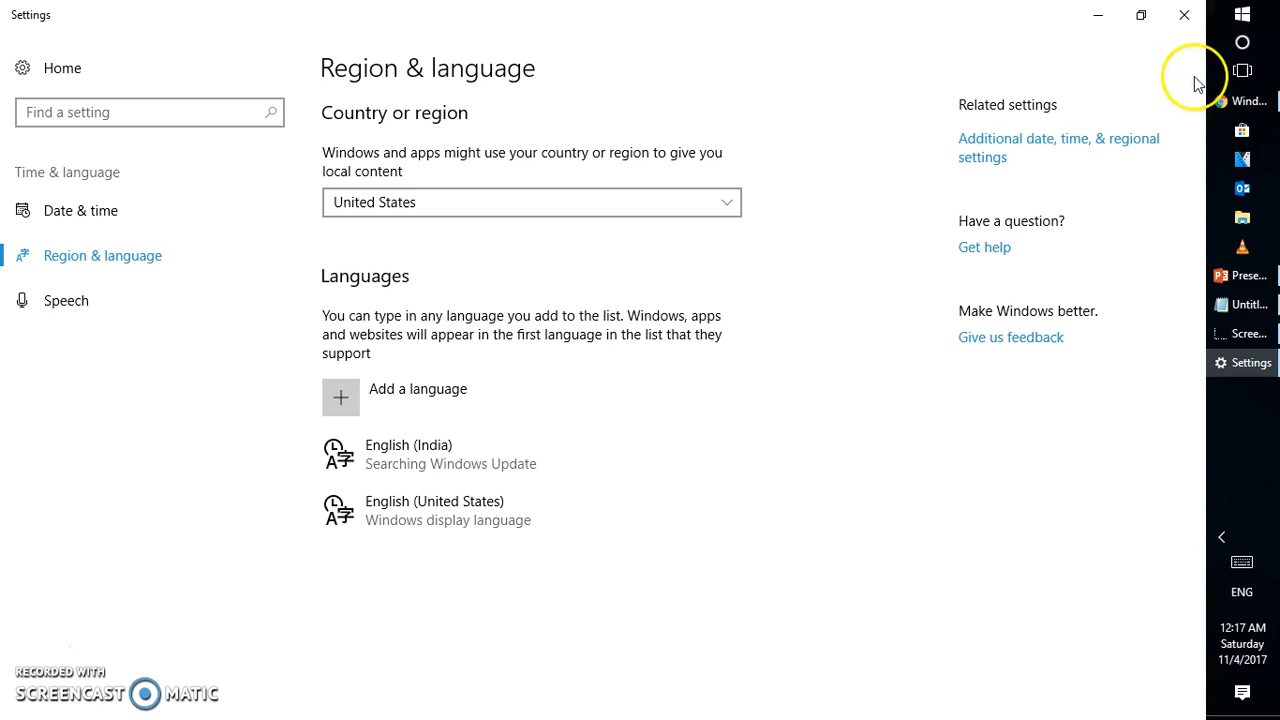 Settings
Home
Find a setting
Time & language
Date & time
Region & language
Speech
Region & language
Country or region
Windows and apps might use your country or region to give you
local content
United States
Languages
You can type in any language you add to the list. Windows, apps
and websites will appear in the first language in the list that they
support
Add a language
English (India)
Searching Windows Update
English (United States)
Windows display language
Related settings
Additional date, time, & regional
settings
Have a question?
Get help
Make Windows better.
Give us feedback
Wind...
Prese...
Untitl...
Scree...
Settings
ENG
12:17 AM
Saturday
11/4/2017
RECORDED WITH
SCREENCAST MATIC